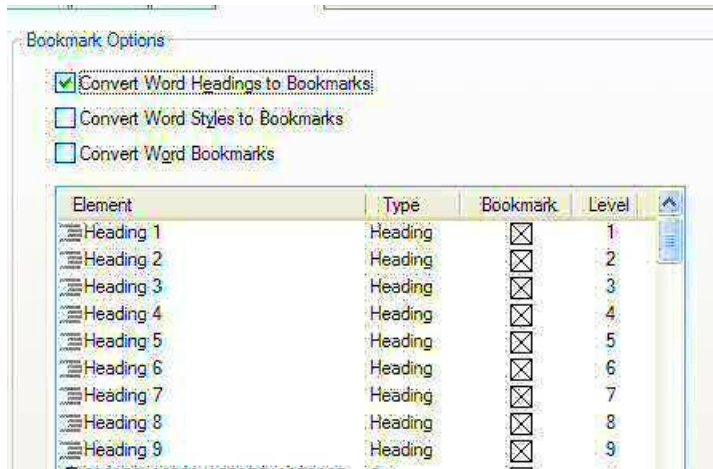 Bookmark Options
Convert Word Headings to Bookmarks
Convert Word Styles to Bookmarks
Convert Word Bookmarks
Element Type Bookmark Level
Heading 1 Heading 1
Heading 2 Heading 2
Heading 3 Heading 3
Heading 4 Heading 4
Heading 5 Heading 5
Heading 6 Heading 6
Heading 7 Heading 7
Heading 8 Heading 8
Heading 9 Heading 9